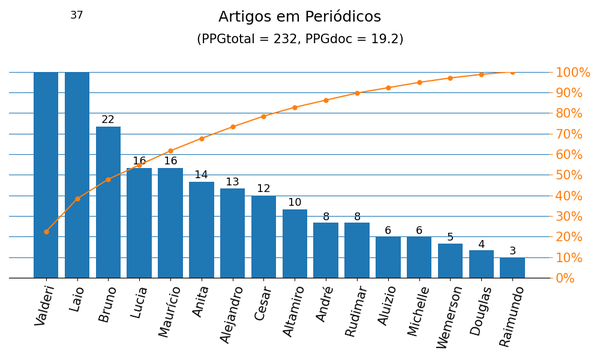 37
Artigos em Periódicos
(PPGtotal = 232, PPGdoc = 19.2)
22
16
16
14
13
12
10
8
8
6
6
5
4
3
100%
90%
80%
70%
60%
50%
40%
30%
20%
10%
0%
Valderi
Laio
Bruno
Lucia
Maurício
Anita
Alejandro
Cesar
Altamiro
André
Rudimar
Aluizio
Michelle
Wemerson
Douglas
Raimundo